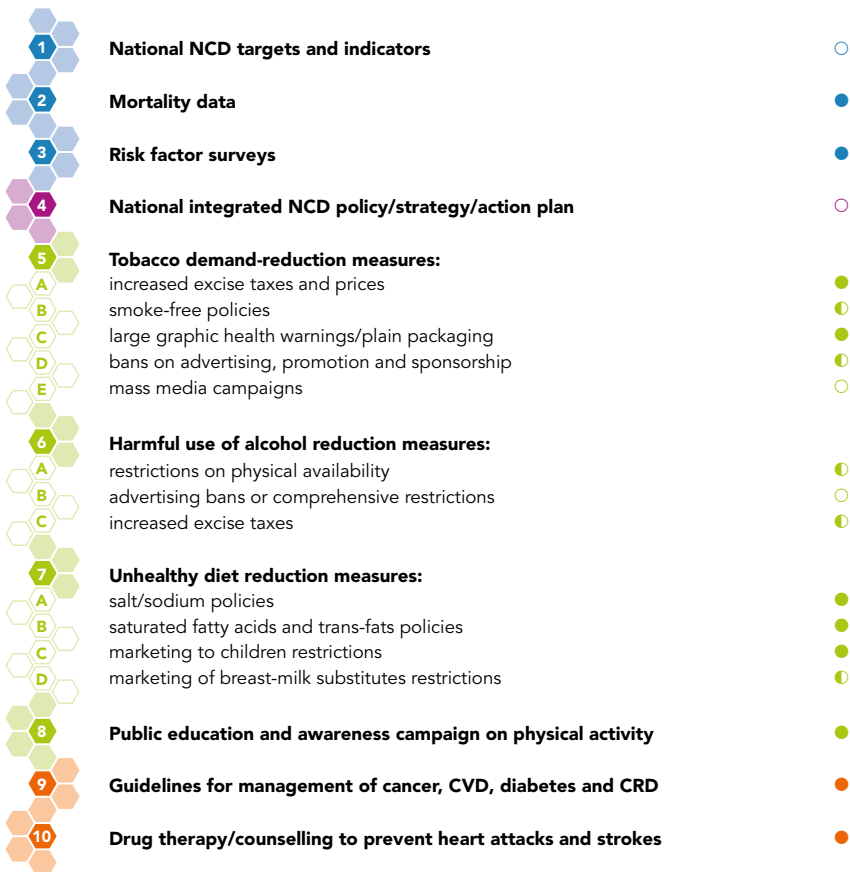 1 National NCD targets and indicators ○
2 Mortality data ●
3 Risk factor surveys ●
4 National integrated NCD policy/strategy/action plan ○
5 Tobacco demand-reduction measures:
A increased excise taxes and prices ●
B smoke-free policies ◐
C large graphic health warnings/plain packaging ●
D bans on advertising, promotion and sponsorship ◐
E mass media campaigns ○
6 Harmful use of alcohol reduction measures:
A restrictions on physical availability ◐
B advertising bans or comprehensive restrictions ○
C increased excise taxes ◐
7 Unhealthy diet reduction measures:
A salt/sodium policies ●
B saturated fatty acids and trans-fats policies ●
C marketing to children restrictions ●
D marketing of breast-milk substitutes restrictions ◐
8 Public education and awareness campaign on physical activity ●
9 Guidelines for management of cancer, CVD, diabetes and CRD ●
10 Drug therapy/counselling to prevent heart attacks and strokes ●